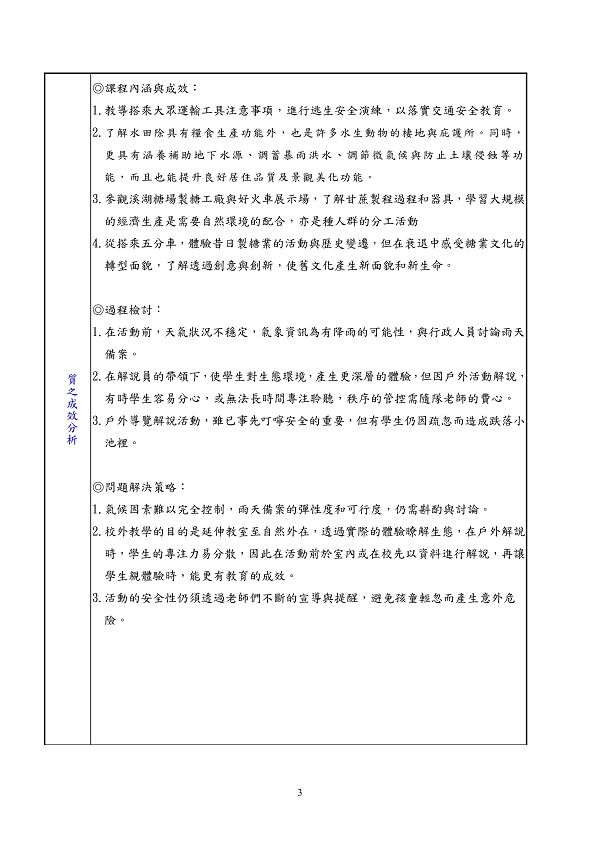 質之成效分析
◎課程內涵與成效：
1.教導搭乘大眾運輸工具注意事項，進行逃生安全演練，以落實交通安全教育。
2.了解水田除具有糧食生產功能外，也是許多水生動物的棲地與庇護所。同時，
更具有涵養補助地下水源、調蓄暴雨洪水、調節微氣候與防止土壤侵蝕等功
能，而且也能提升良好居住品質及景觀美化功能。
3.參觀溪湖糖場製糖工廠與好火車展示場，了解甘蔗製程過程和器具，學習大規模
的經濟生產是需要自然環境的配合，亦是種人群的分工活動
4.從搭乘五分車，體驗昔日製糖業的活動與歷史變遷，但在衰退中感受糖業文化的
轉型面貌，了解透過創意與創新，使舊文化產生新面貌和新生命。
◎過程檢討：
1.在活動前，天氣狀況不穩定，氣象資訊為有降雨的可能性，與行政人員討論雨天
備案。
2.在解說員的帶領下，使學生對生態環境，產生更深層的體驗，但因戶外活動解說，
有時學生容易分心，或無法長時間專注聆聽，秩序的管控需隨隊老師的費心。
3.戶外導覽解說活動，雖已事先叮嚀安全的重要，但有學生仍因疏忽而造成跌落小
池裡。
◎問題解決策略：
1.氣候因素難以完全控制，雨天備案的彈性度和可行度，仍需斟酌與討論。
2.校外教學的目的是延伸教室至自然外在，透過實際的體驗瞭解生態，在戶外解說
時，學生的專注力易分散，因此在活動前於室內或在校先以資料進行解說，再讓
學生親體驗時，能更有教育的成效。
3.活動的安全性仍須透過老師們不斷的宣導與提醒，避免孩童輕忽而產生意外危
險。
3